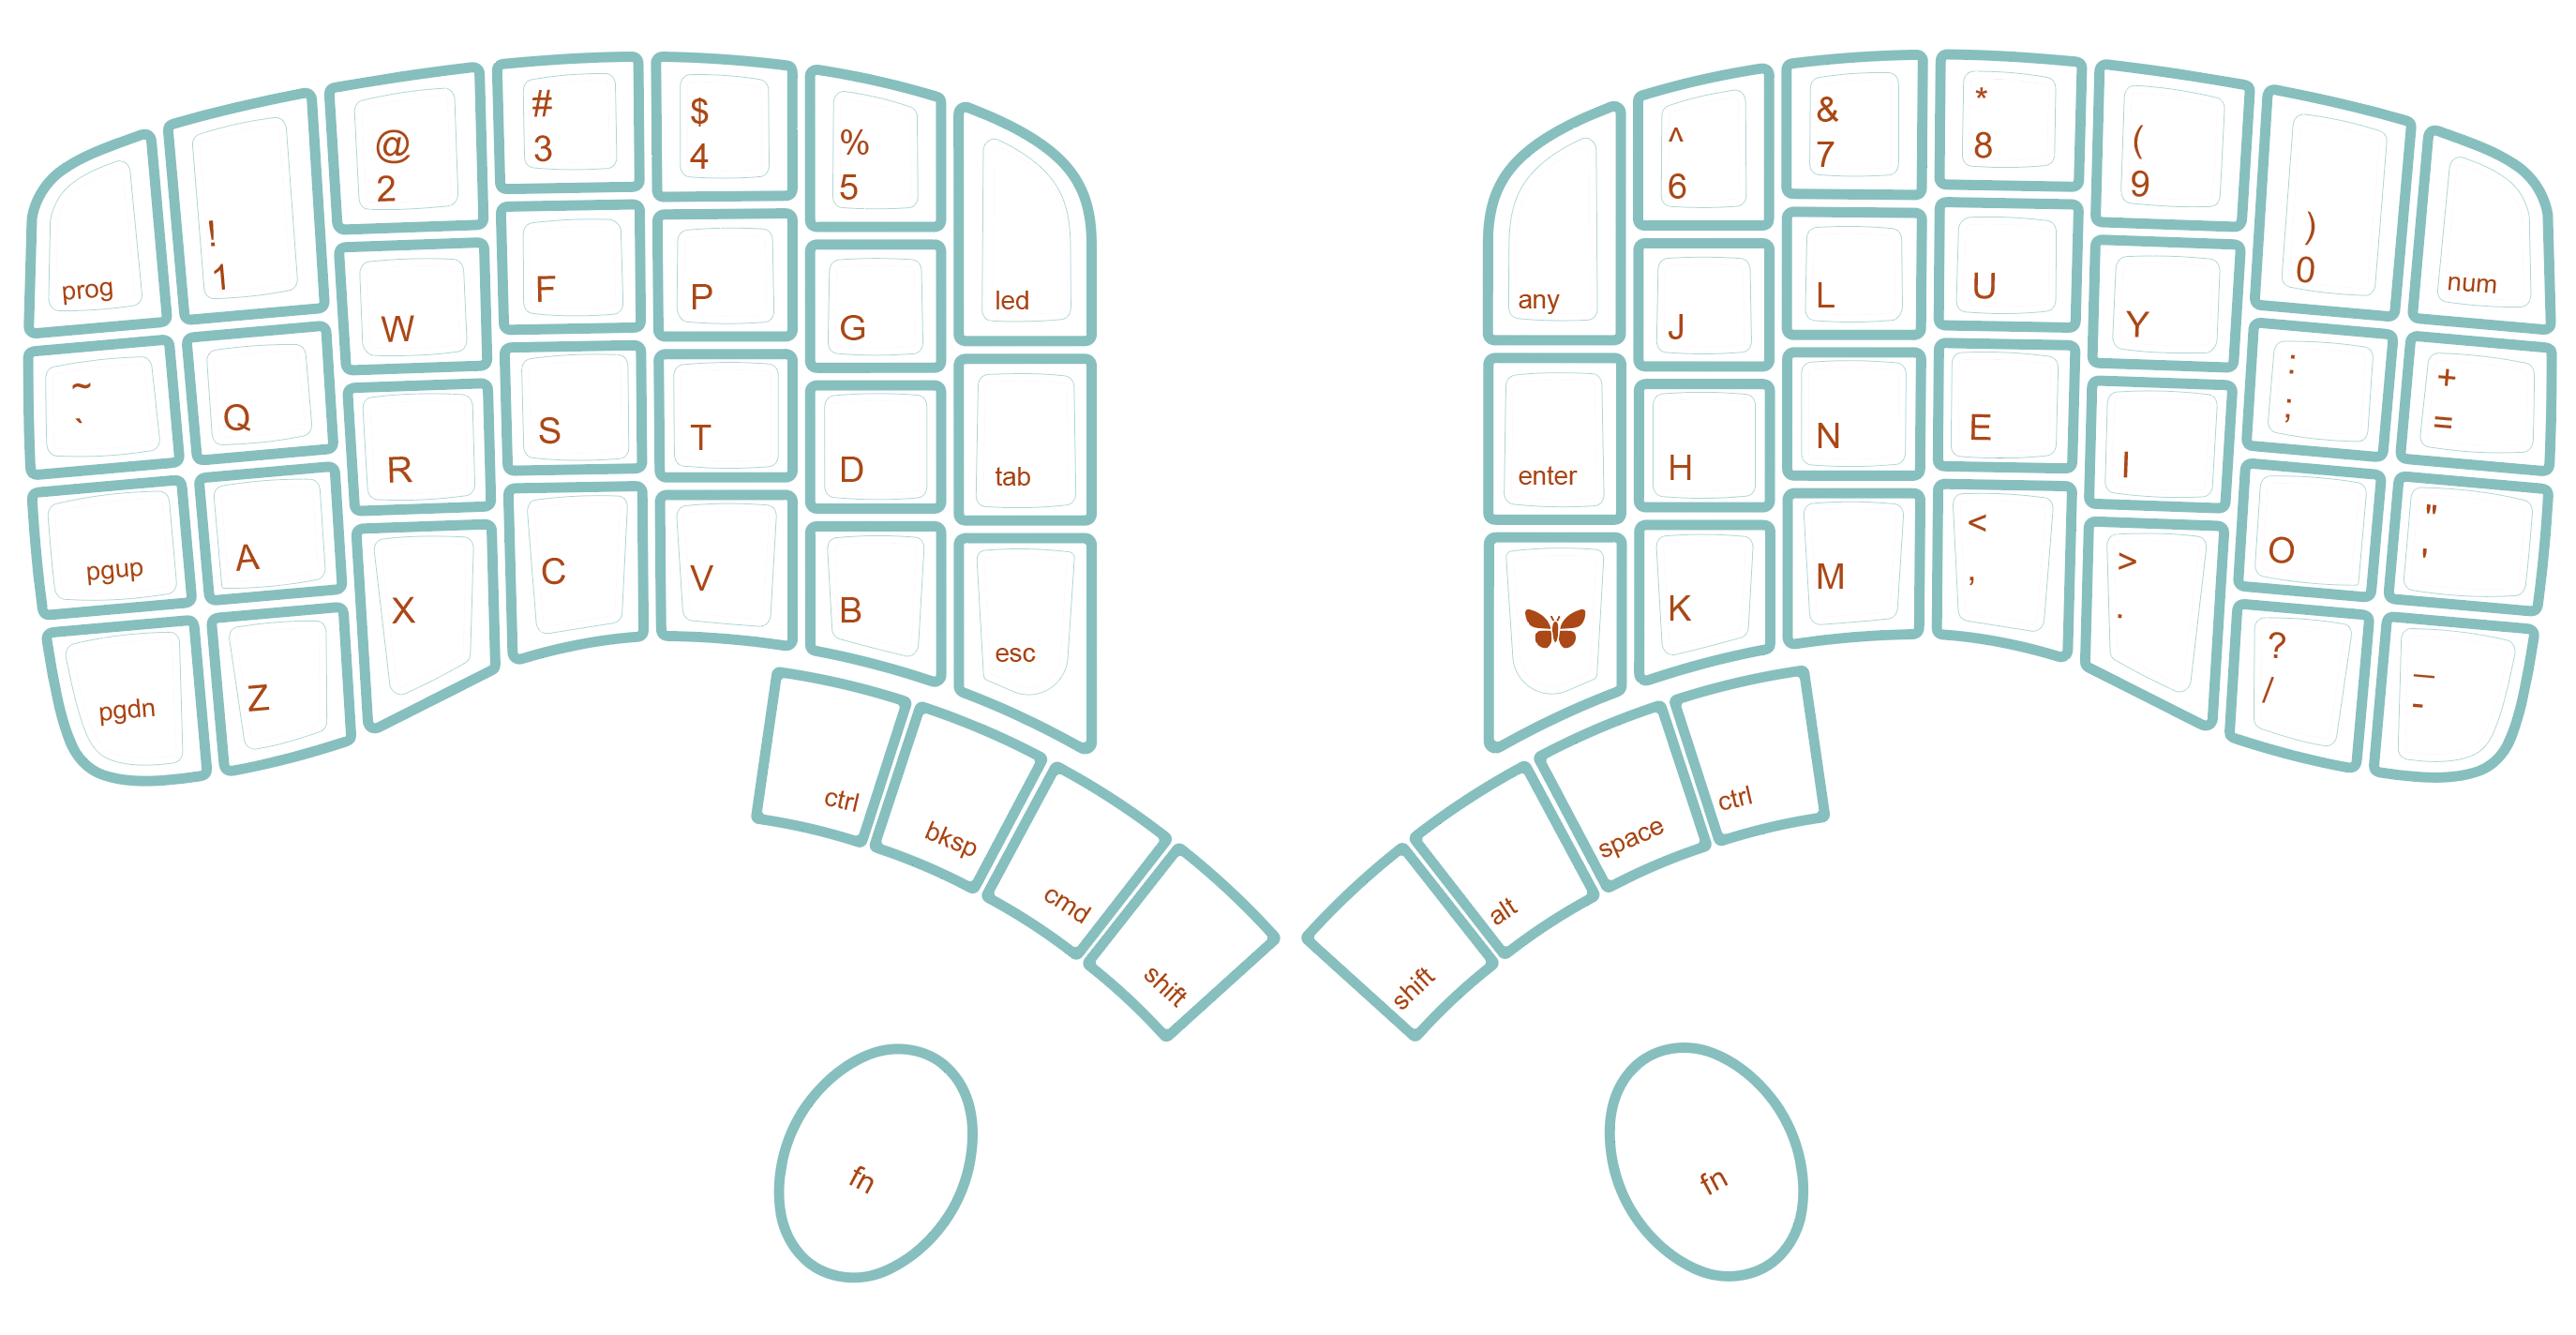 prog
!
1
@
2
#
3
$
4
%
5
led
~
`
Q
W
F
P
G
tab
pgup
A
R
S
T
D
esc
pgdn
Z
X
C
V
B
ctrl
bksp
cmd
shift
fn
any
^
6
&
7
*
8
(
9
)
0
num
enter
J
L
U
Y
:
;
+
=
H
N
E
I
O
"
'
K
M
<
,
>
.
?
/
_
-
ctrl
space
alt
shift
fn